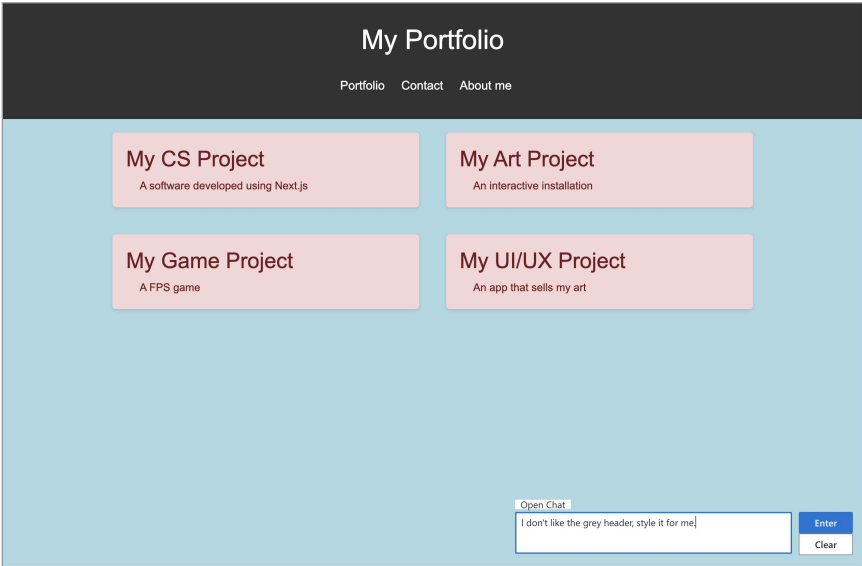 My Portfolio
Portfolio Contact About me
My CS Project
A software developed using Next.js
My Art Project
An interactive installation
My Game Project
A FPS game
My UI/UX Project
An app that sells my art
Open Chat
I don't like the grey header, style it for me.
Enter
Clear